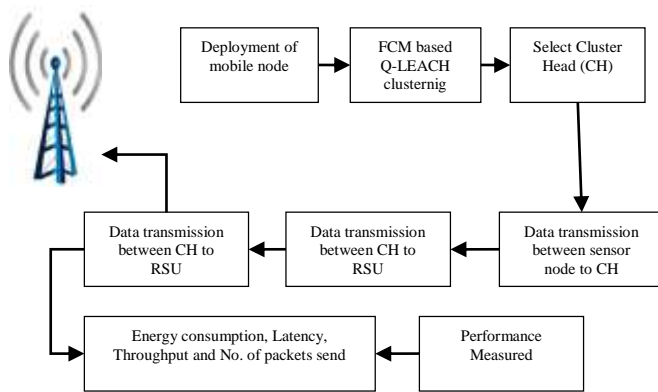 Deployment of
mobile node
FCM based
Q-LEACH
clusternig
Select Cluster
Head (CH)
Data transmission
between CH to
RSU
Data transmission
between CH to
RSU
Data transmission
between sensor
node to CH
Energy consumption, Latency,
Throughput and No. of packets send
Performance
Measured